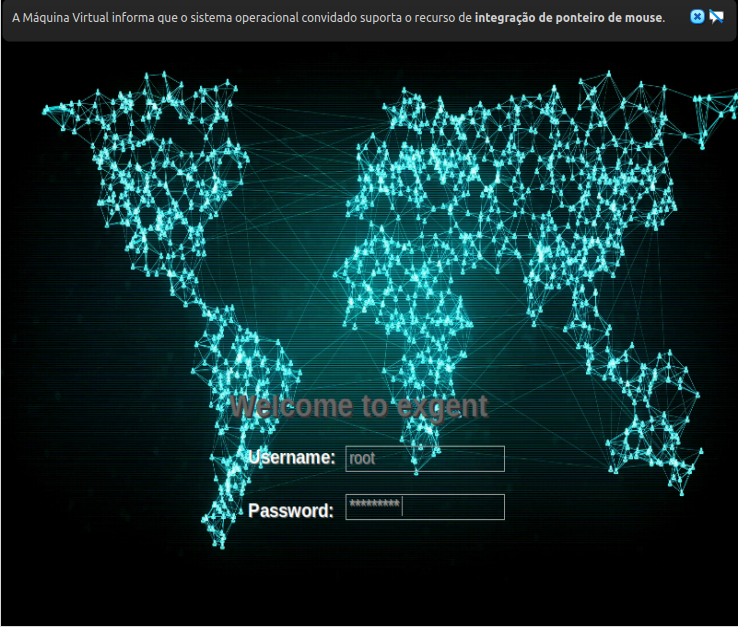 A Máquina Virtual informa que o sistema operacional convidado suporta o recurso de integração de ponteiro de mouse.
Welcome to exgent
Username: root
Password: *********